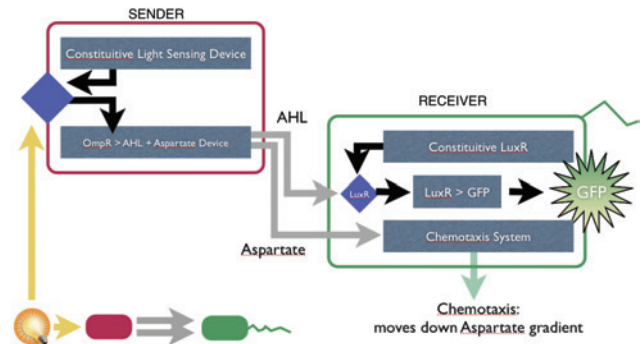 SENDER
Constituitive Light Sensing Device
OmpR > AHL + Aspartate Device
AHL
RECEIVER
Constituitive LuxR
LuxR
LuxR > GFP
GFP
Aspartate
Chemotaxis System
Chemotaxis:
moves down Aspartate gradient